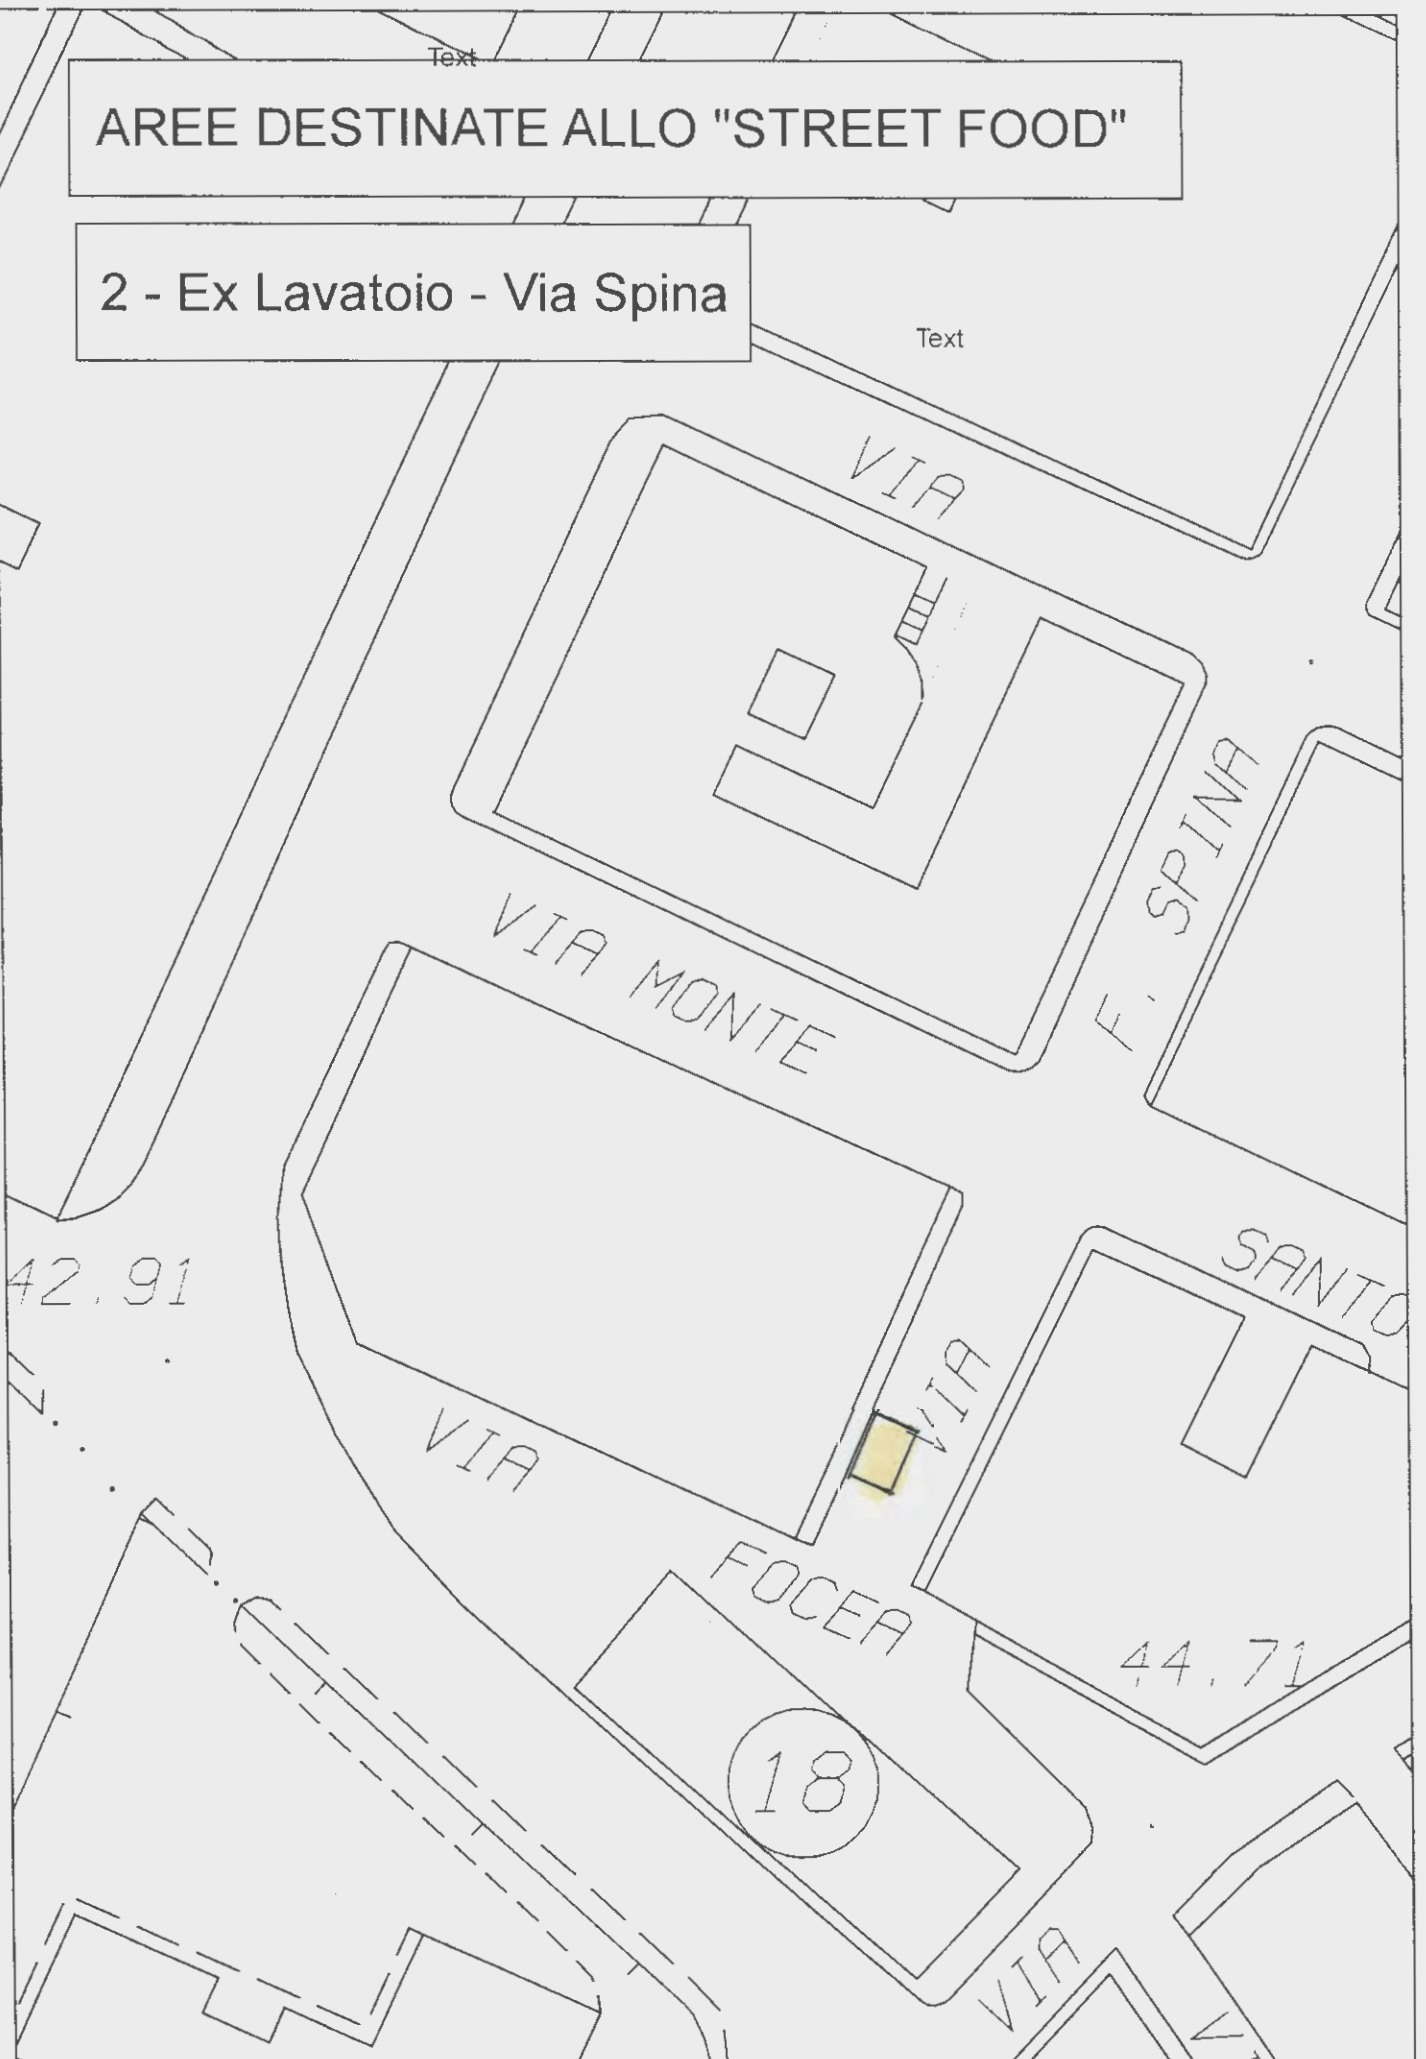 Text
AREE DESTINATE ALLO "STREET FOOD"
2 - Ex Lavatoio - Via Spina
Text
VIA
F. SPINA
VIA MONTE
SANTO
42.91
VIA
VIA
FOCEA
44.71
18
VIA